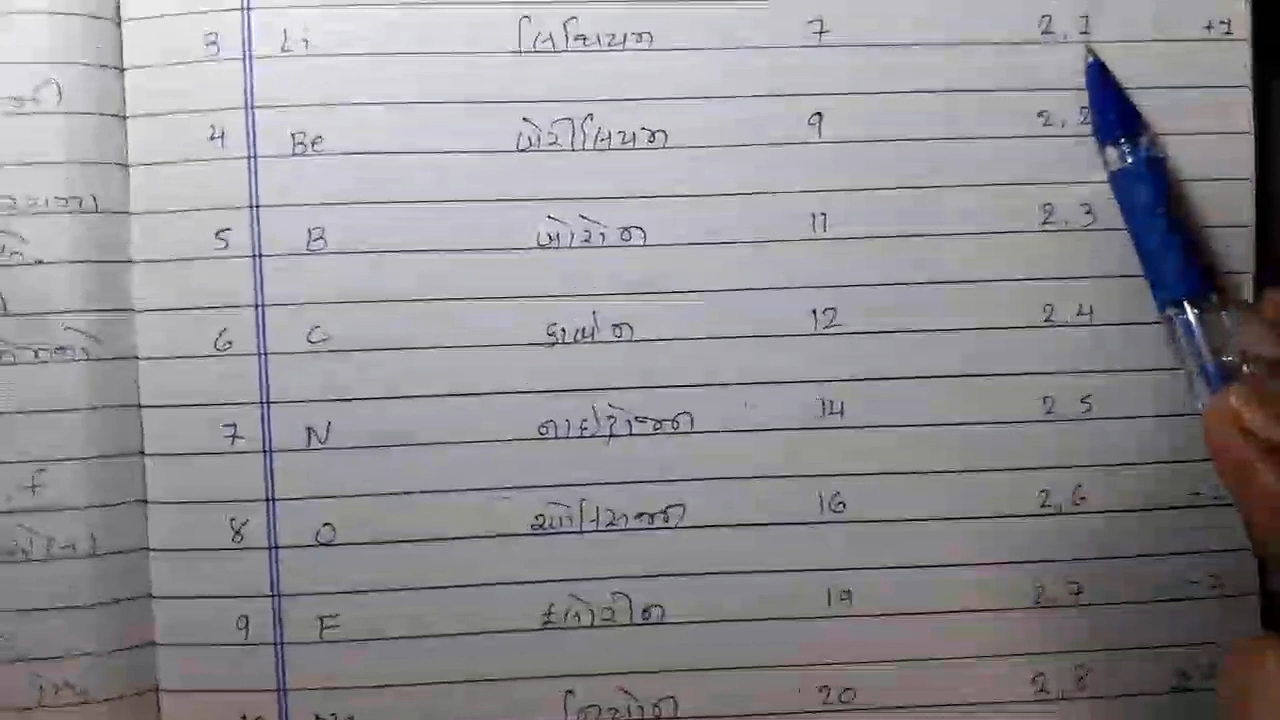 3 Li લિથિયમ 7 2,1 +1
4 Be બેરીલિયમ 9 2,2
5 B બોરોન 11 2,3
6 C કાર્બન 12 2,4
7 N નાઇટ્રોજન 14 2 5
8 O ઓક્સિજન 16 2,6
9 F ફ્લોરીન 19 2,7
નિયોન 20 2,8